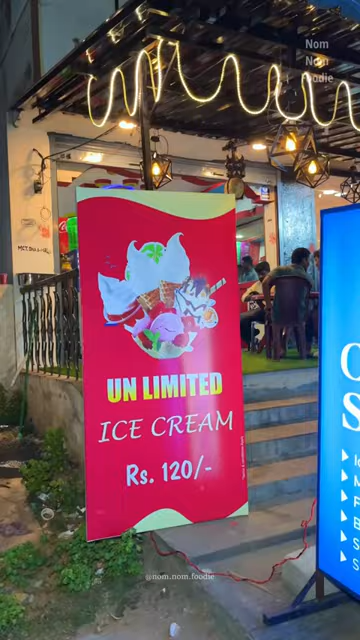 Nom
Nom
foodie
UN LIMITED
ICE CREAM
Rs. 120/-
@nom.nom.foodie